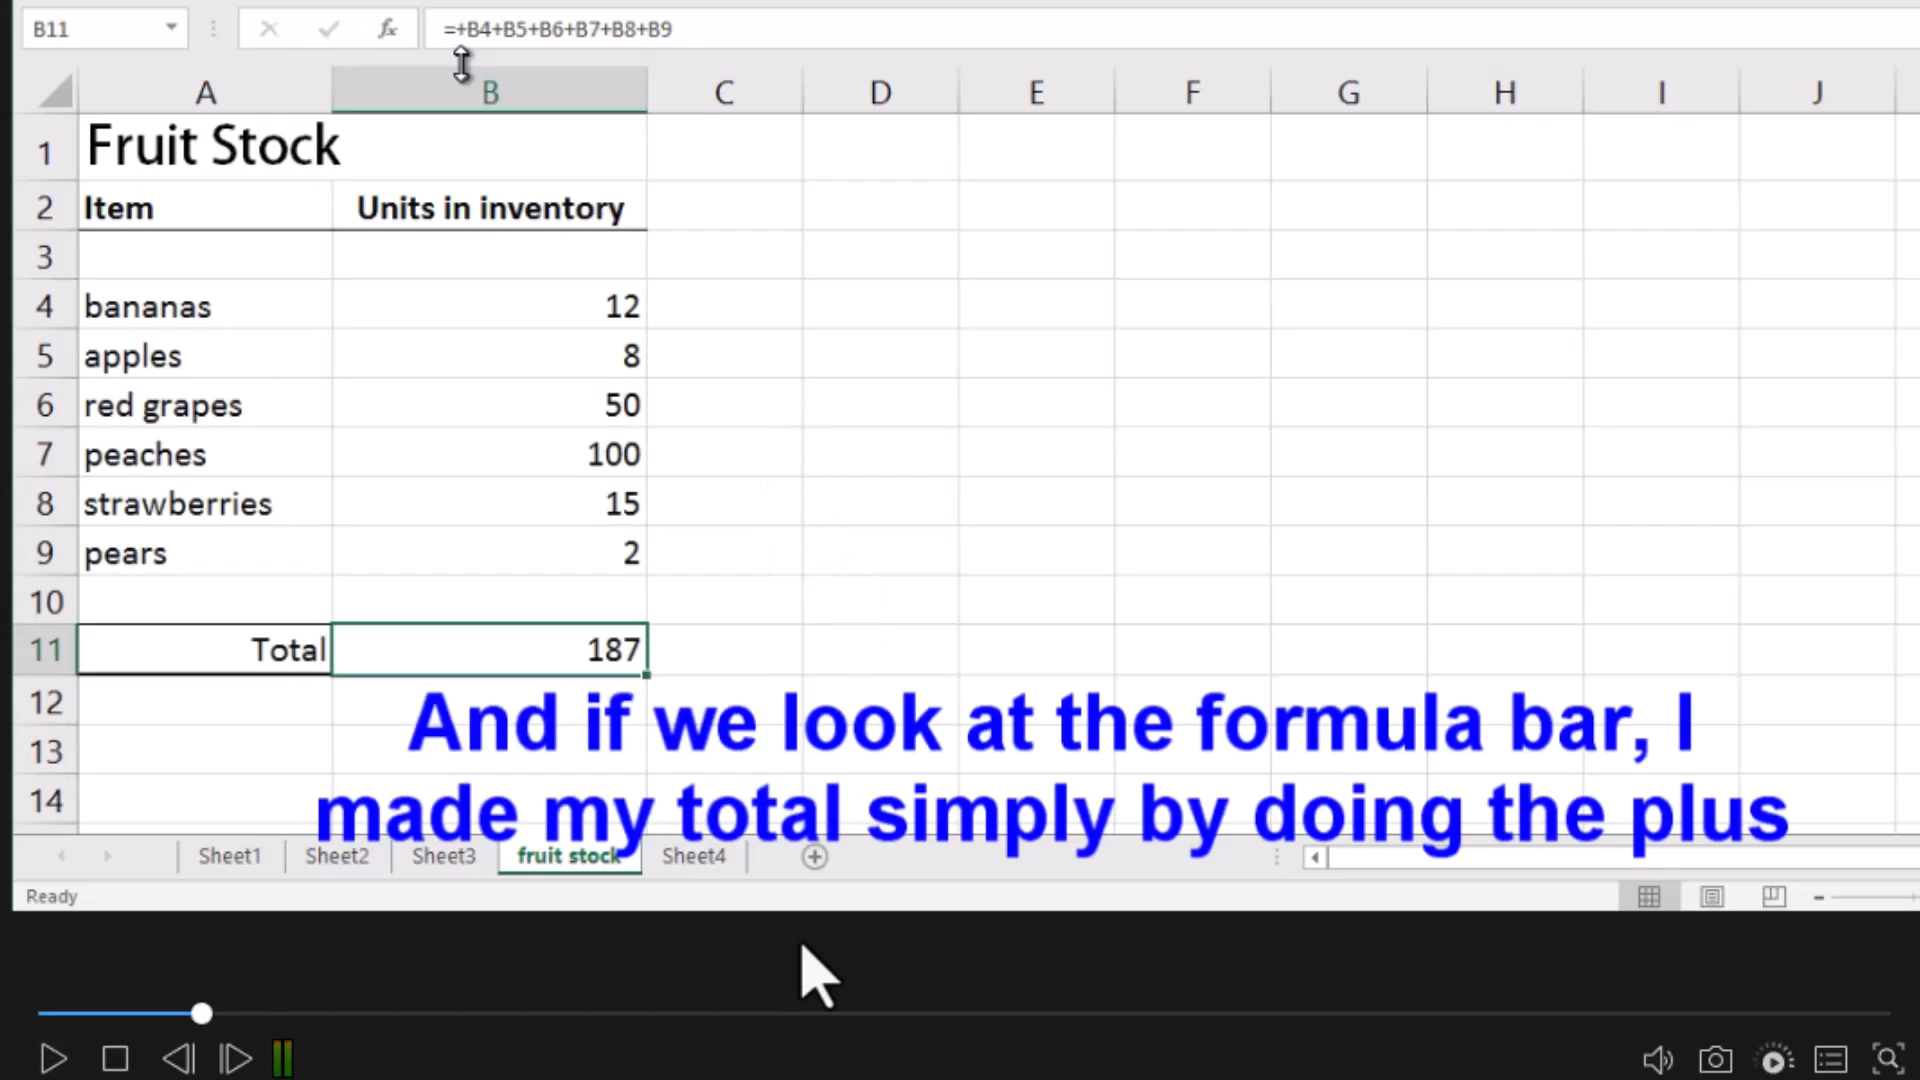 B11 fx =+B4+B5+B6+B7+B8+B9
A B C D E F G H I J
1 Fruit Stock
2 Item Units in inventory
3
4 bananas 12
5 apples 8
6 red grapes 50
7 peaches 100
8 strawberries 15
9 pears 2
10
11 Total 187
12
13
14
And if we look at the formula bar, I
made my total simply by doing the plus
Sheet1 Sheet2 Sheet3 fruit stock Sheet4
Ready